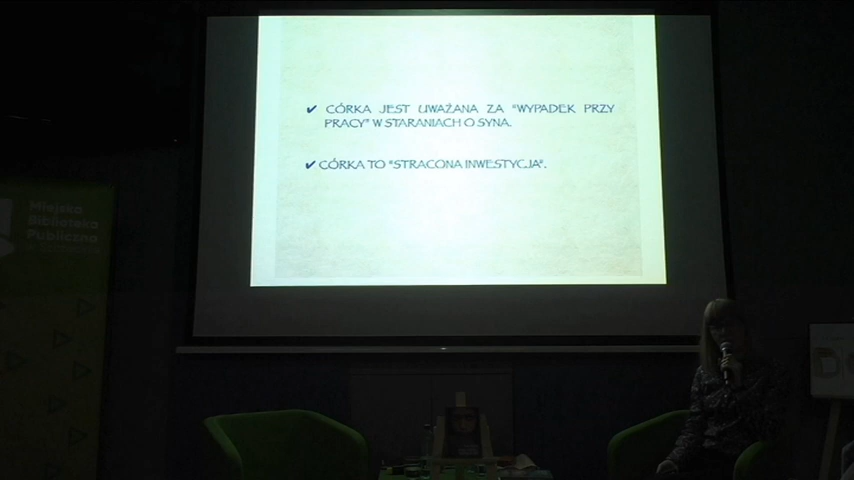 ✔ CÓRKA JEST UWAŻANA ZA "WYPADEK PRZY
PRACY" W STARANIACH O SYNA.
✔ CÓRKA TO "STRACONA INWESTYCJA".
Miejska
Biblioteka
Publiczna